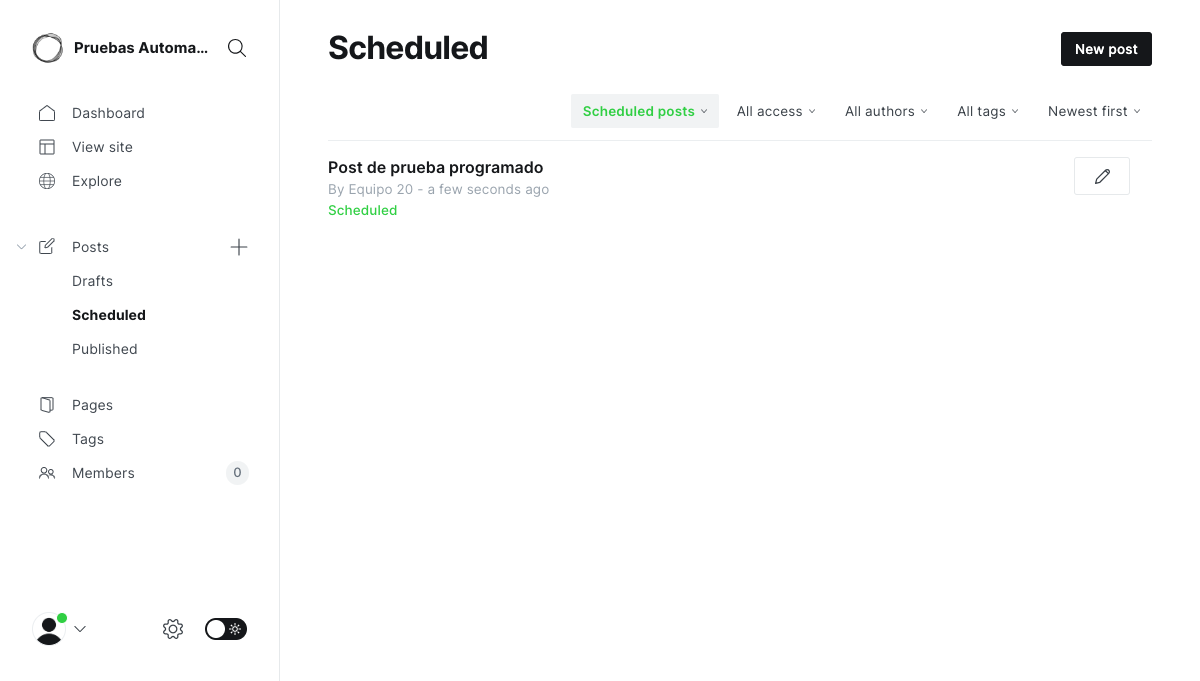 Pruebas Automa...
Dashboard
View site
Explore
Posts
Drafts
Scheduled
Published
Pages
Tags
Members
0
Scheduled
New post
Scheduled posts
All access
All authors
All tags
Newest first
Post de prueba programado
By Equipo 20 - a few seconds ago
Scheduled